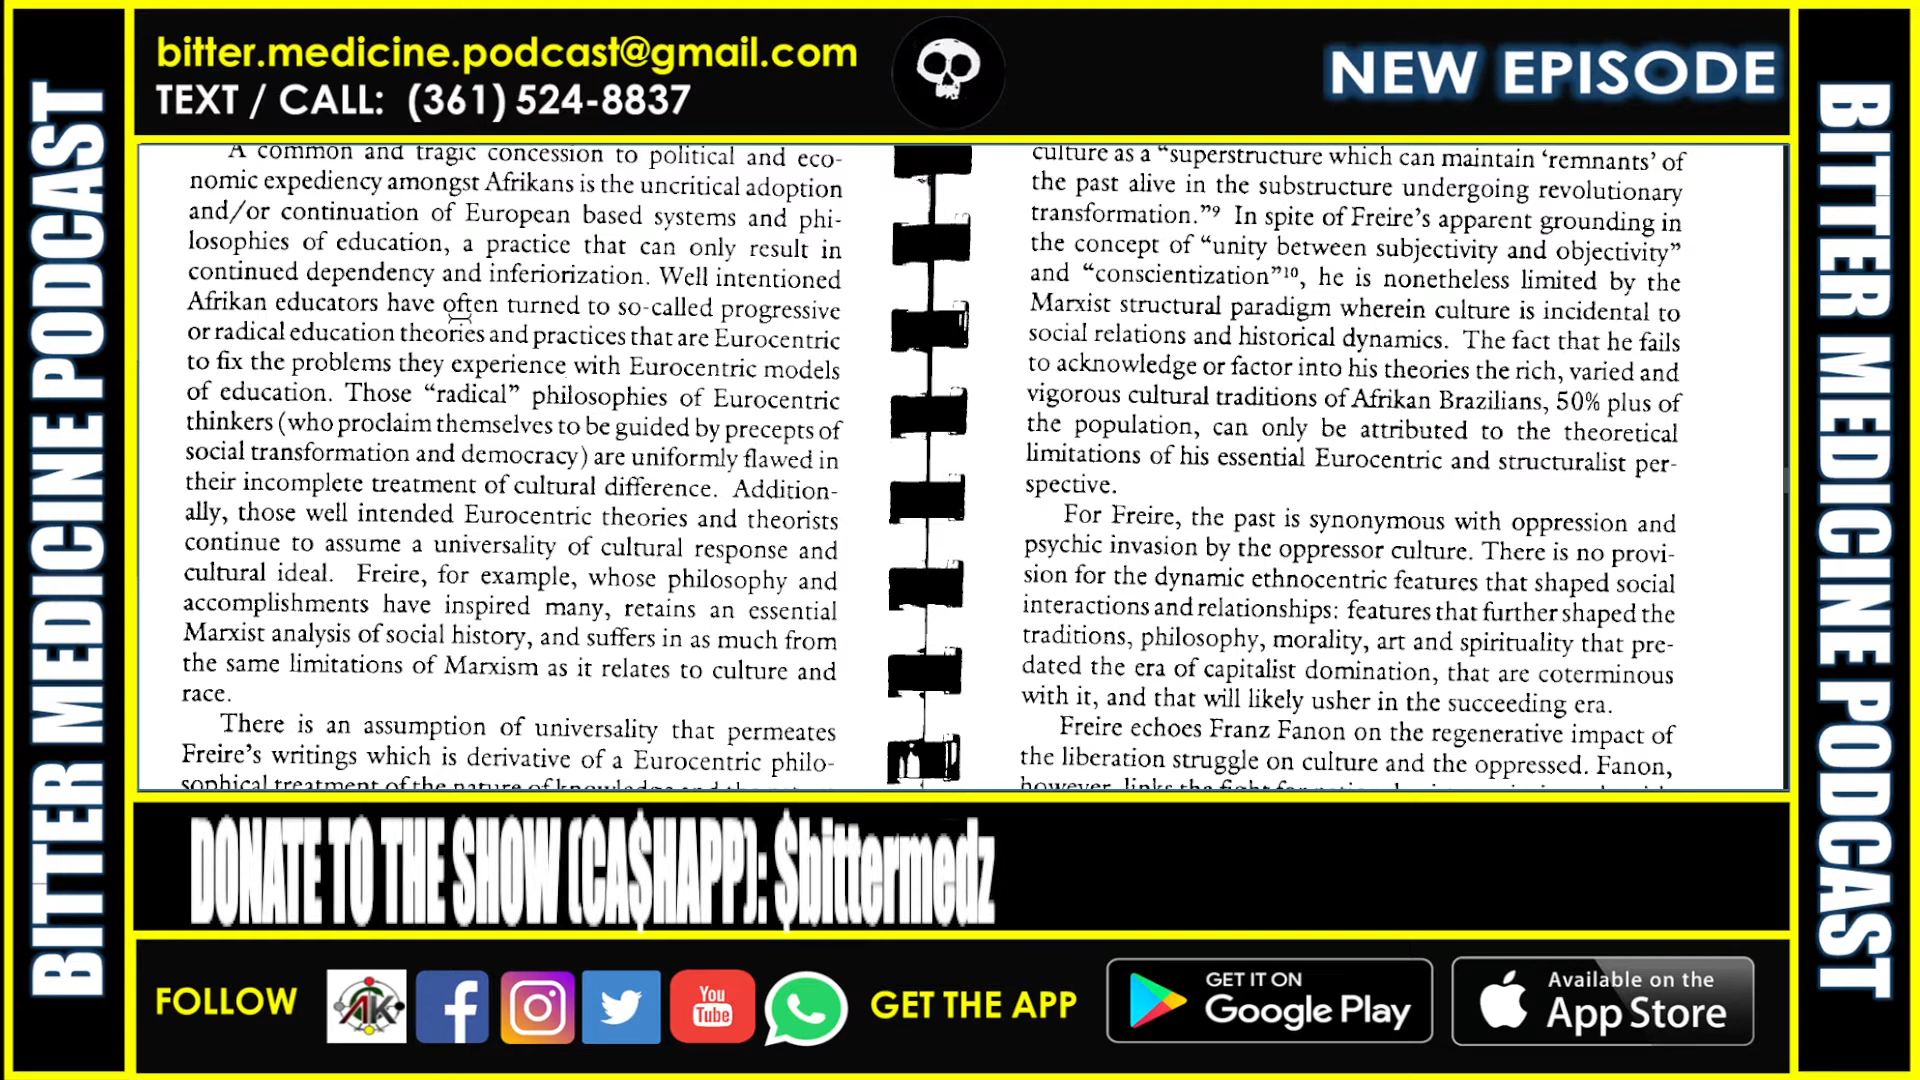 bitter.medicine.podcast@gmail.com
TEXT / CALL: (361) 524-8837
NEW EPISODE
BITTER MEDICINE PODCAST
A common and tragic concession to political and eco-
nomic expediency amongst Afrikans is the uncritical adoption
and/or continuation of European based systems and phi-
losophies of education, a practice that can only result in
continued dependency and inferiorization. Well intentioned
Afrikan educators have often turned to so-called progressive
or radical education theories and practices that are Eurocentric
to fix the problems they experience with Eurocentric models
of education. Those “radical” philosophies of Eurocentric
thinkers (who proclaim themselves to be guided by precepts of
social transformation and democracy) are uniformly flawed in
their incomplete treatment of cultural difference. Addition-
ally, those well intended Eurocentric theories and theorists
continue to assume a universality of cultural response and
cultural ideal. Freire, for example, whose philosophy and
accomplishments have inspired many, retains an essential
Marxist analysis of social history, and suffers in as much from
the same limitations of Marxism as it relates to culture and
race.
There is an assumption of universality that permeates
Freire’s writings which is derivative of a Eurocentric philo-
sophical treatment of the nature of knowledge and the
culture as a “superstructure which can maintain ‘remnants’ of
the past alive in the substructure undergoing revolutionary
transformation.”⁹ In spite of Freire’s apparent grounding in
the concept of “unity between subjectivity and objectivity”
and “conscientization”¹⁰, he is nonetheless limited by the
Marxist structural paradigm wherein culture is incidental to
social relations and historical dynamics. The fact that he fails
to acknowledge or factor into his theories the rich, varied and
vigorous cultural traditions of Afrikan Brazilians, 50% plus of
the population, can only be attributed to the theoretical
limitations of his essential Eurocentric and structuralist per-
spective.
For Freire, the past is synonymous with oppression and
psychic invasion by the oppressor culture. There is no provi-
sion for the dynamic ethnocentric features that shaped social
interactions and relationships: features that further shaped the
traditions, philosophy, morality, art and spirituality that pre-
dated the era of capitalist domination, that are coterminous
with it, and that will likely usher in the succeeding era.
Freire echoes Franz Fanon on the regenerative impact of
the liberation struggle on culture and the oppressed. Fanon,
however, links the fight for
BITTER MEDICINE PODCAST
DONATE TO THE SHOW (CA$HAPP): $bittermedz
FOLLOW
AK
You
Tube
GET THE APP
GET IT ON
Google Play
Available on the
App Store